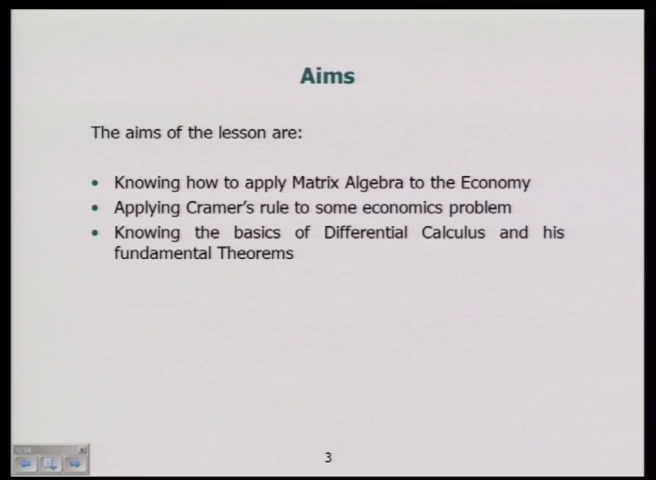 Aims
The aims of the lesson are:
• Knowing how to apply Matrix Algebra to the Economy
• Applying Cramer's rule to some economics problem
• Knowing the basics of Differential Calculus and his
fundamental Theorems
3